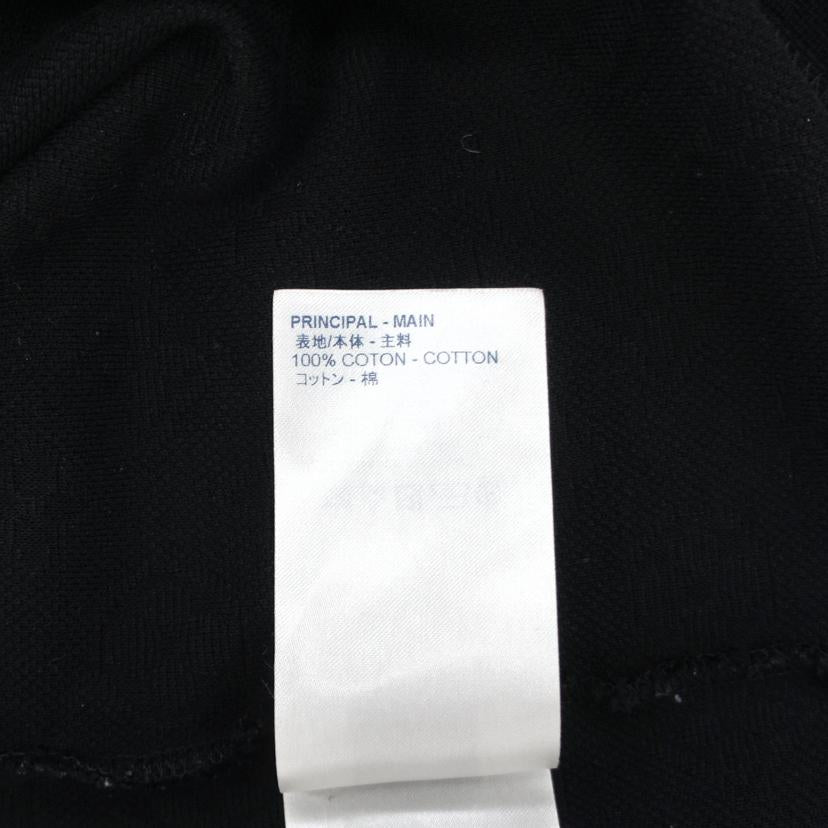 PRINCIPAL - MAIN
表地/本体 - 主料
100% COTON - COTTON
コットン - 棉